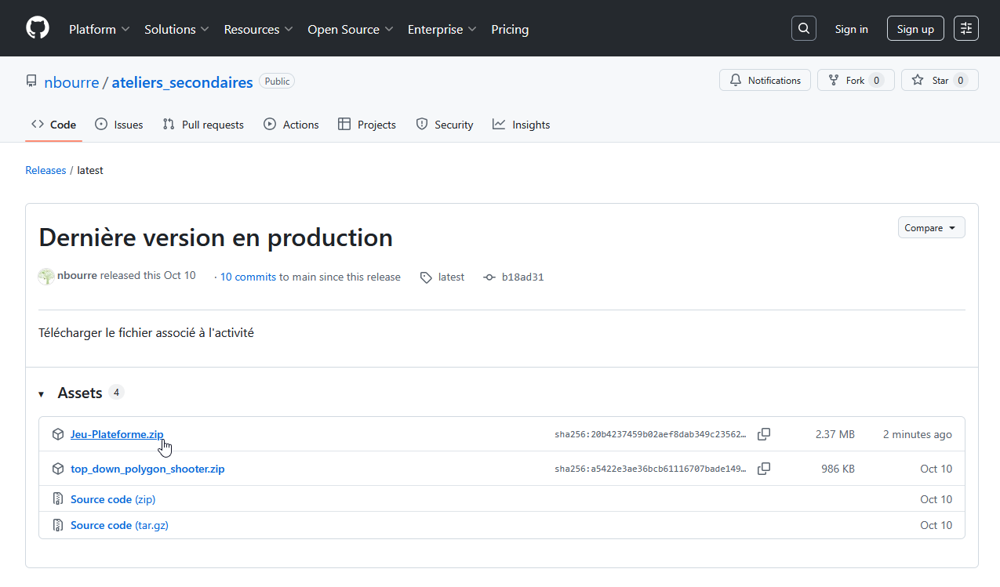 Platform Solutions Resources Open Source Enterprise Pricing Sign in Sign up
nbourre / ateliers_secondaires Public Notifications Fork 0 Star 0
Code Issues Pull requests Actions Projects Security Insights
Releases / latest
Dernière version en production Compare
nbourre released this Oct 10 · 10 commits to main since this release latest b18ad31
Télécharger le fichier associé à l'activité
Assets 4
Jeu-Plateforme.zip sha256:20b4237459b02aef8dab349c23562… 2.37 MB 2 minutes ago
top_down_polygon_shooter.zip sha256:a5422e3ae36bcb61116707bade149… 986 KB Oct 10
Source code (zip) Oct 10
Source code (tar.gz) Oct 10